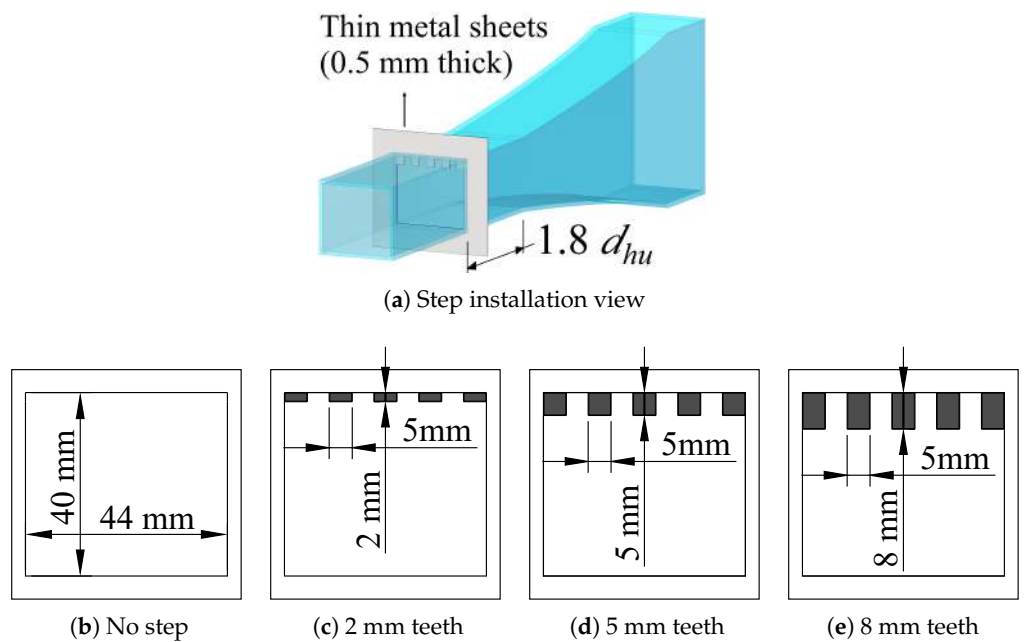 Thin metal sheets
(0.5 mm thick)
1.8 d_hu
(a) Step installation view
40 mm
44 mm
5mm
2 mm
5mm
5 mm
5mm
8 mm
(b) No step
(c) 2 mm teeth
(d) 5 mm teeth
(e) 8 mm teeth